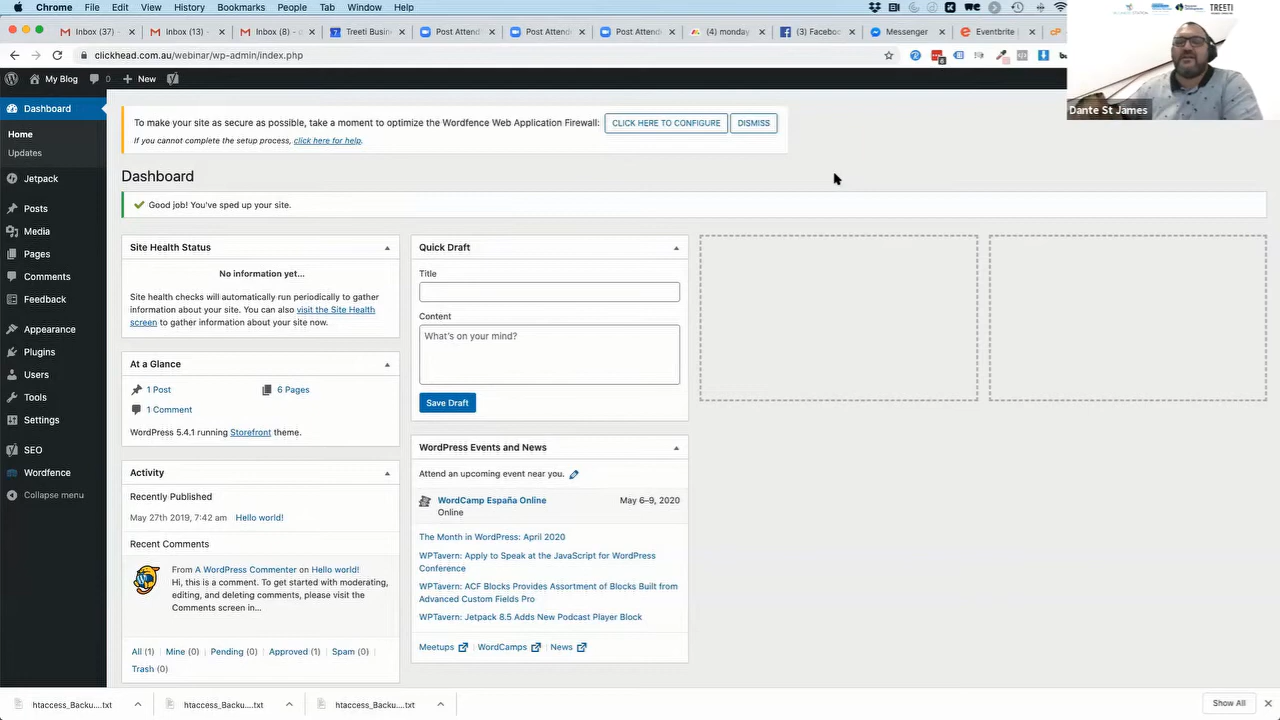 Chrome File Edit View History Bookmarks People Tab Window Help
Inbox (37) - Inbox (13) - Inbox (8) - Treeti Busin Post Attend Post Attend Post Attend (2) monday (3) Faceboo Messenger Eventbrite
clickhead.com.au/webinar/wp-admin/index.php
TREETI
Dante St James
My Blog 0 New
Dashboard
Home
Updates
Jetpack
Posts
Media
Pages
Comments
Feedback
Appearance
Plugins
Users
Tools
Settings
SEO
Wordfence
Collapse menu
To make your site as secure as possible, take a moment to optimize the Wordfence Web Application Firewall: CLICK HERE TO CONFIGURE DISMISS
If you cannot complete the setup process, click here for help.
Dashboard
Good job! You've sped up your site.
Site Health Status
No information yet...
Site health checks will automatically run periodically to gather
information about your site. You can also visit the Site Health
screen to gather information about your site now.
At a Glance
1 Post 6 Pages
1 Comment
WordPress 5.4.1 running Storefront theme.
Activity
Recently Published
May 27th 2019, 7:42 am Hello world!
Recent Comments
From A WordPress Commenter on Hello world!
Hi, this is a comment. To get started with moderating,
editing, and deleting comments, please visit the
Comments screen in...
All (1) Mine (0) Pending (0) Approved (1) Spam (0)
Trash (0)
Quick Draft
Title
Content
What's on your mind?
Save Draft
WordPress Events and News
Attend an upcoming event near you.
WordCamp España Online May 6–9, 2020
Online
The Month in WordPress: April 2020
WPTavern: Apply to Speak at the JavaScript for WordPress
Conference
WPTavern: ACF Blocks Provides Assortment of Blocks Built from
Advanced Custom Fields Pro
WPTavern: Jetpack 8.5 Adds New Podcast Player Block
Meetups WordCamps News
htaccess_Backu....txt htaccess_Backu....txt htaccess_Backu....txt Show All